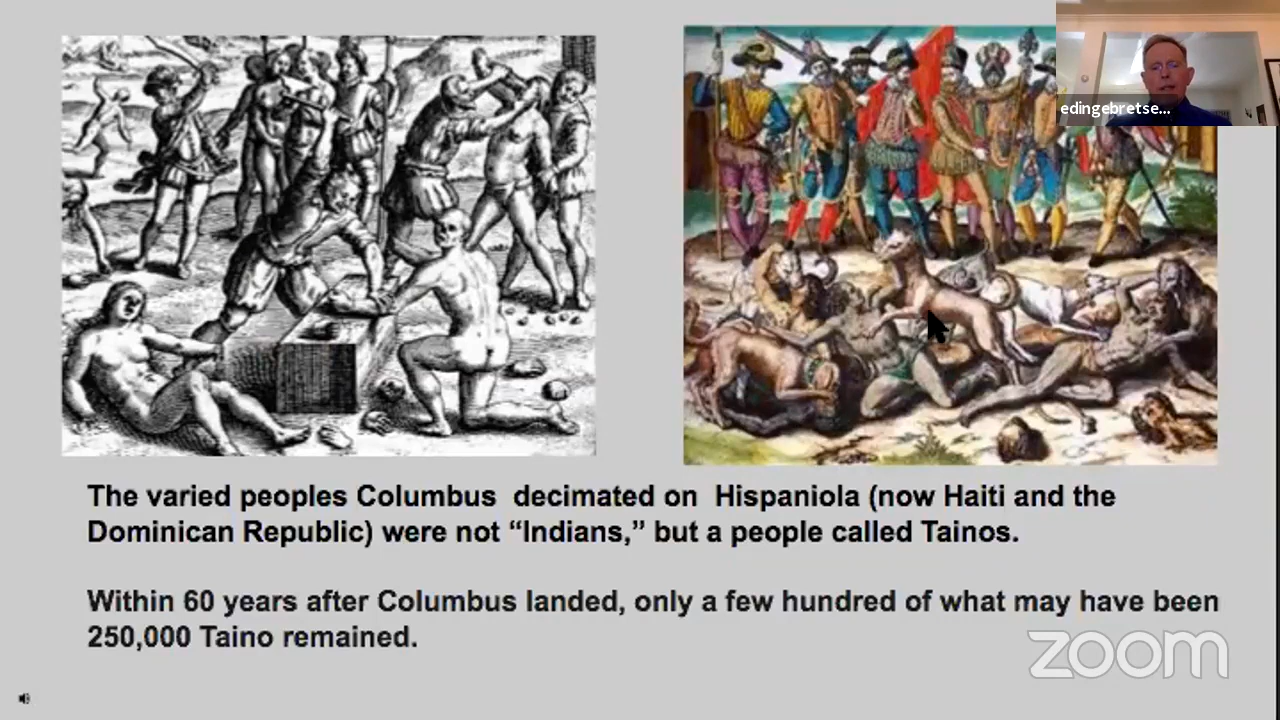 edingebretse...
The varied peoples Columbus decimated on Hispaniola (now Haiti and the
Dominican Republic) were not “Indians,” but a people called Tainos.
Within 60 years after Columbus landed, only a few hundred of what may have been
250,000 Taino remained.
zoom